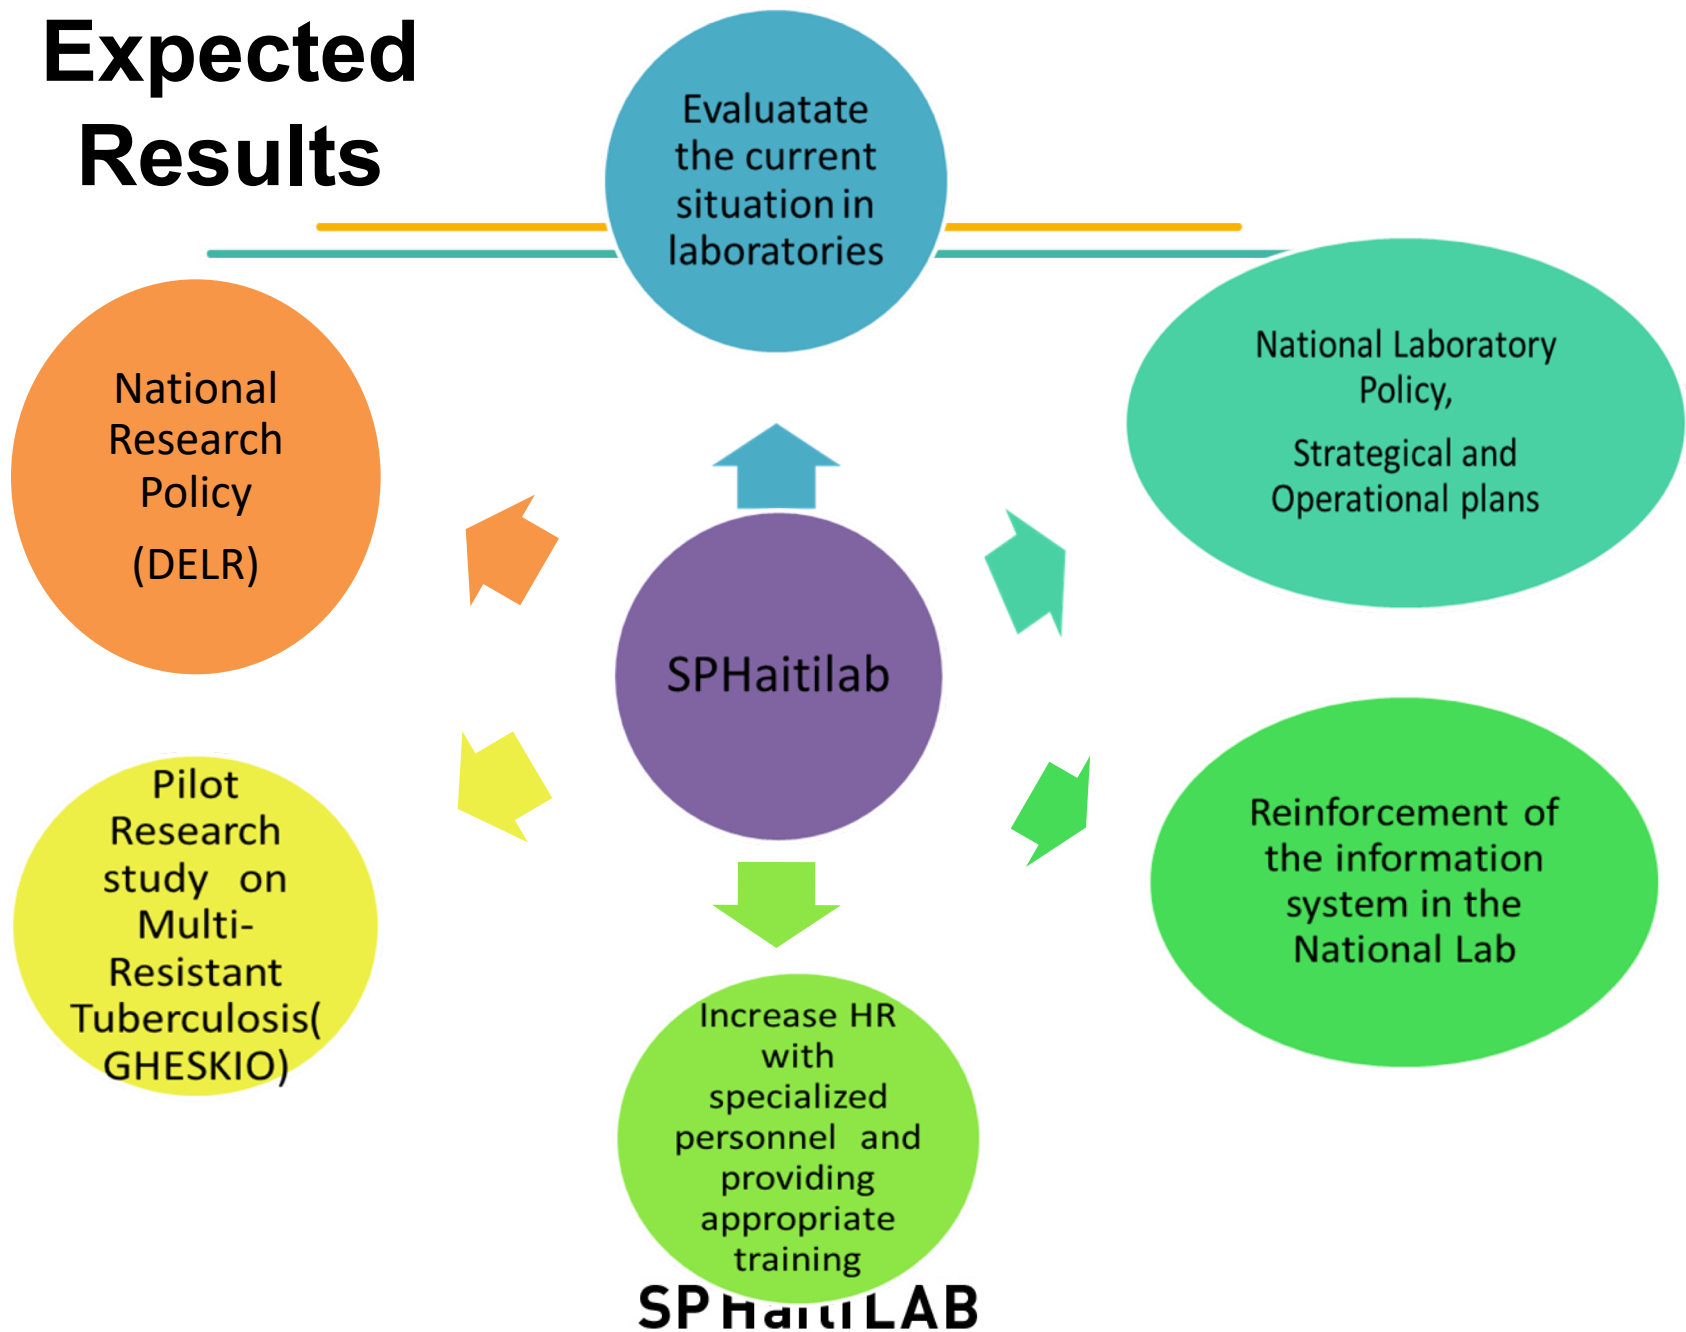 Expected
Results
Evaluatate
the current
situation in
laboratories
National Laboratory
Policy,
Strategical and
Operational plans
Reinforcement of
the information
system in the
National Lab
Increase HR
with
specialized
personnel and
providing
appropriate
training
Pilot
Research
study on
Multi-
Resistant
Tuberculosis(
GHESKIO)
National
Research
Policy
(DELR)
SPHaitilab
SPHaitiLAB